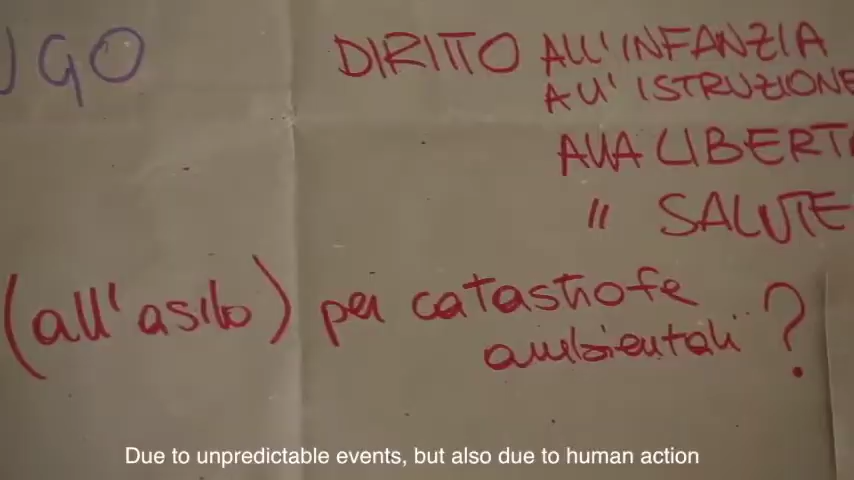 UGO
DIRITTO ALL'INFANZIA
ALL'ISTRUZIONE
ALLA LIBERTÀ
" SALUTE
(all'asilo) per catastrofe
ambientali?
Due to unpredictable events, but also due to human action